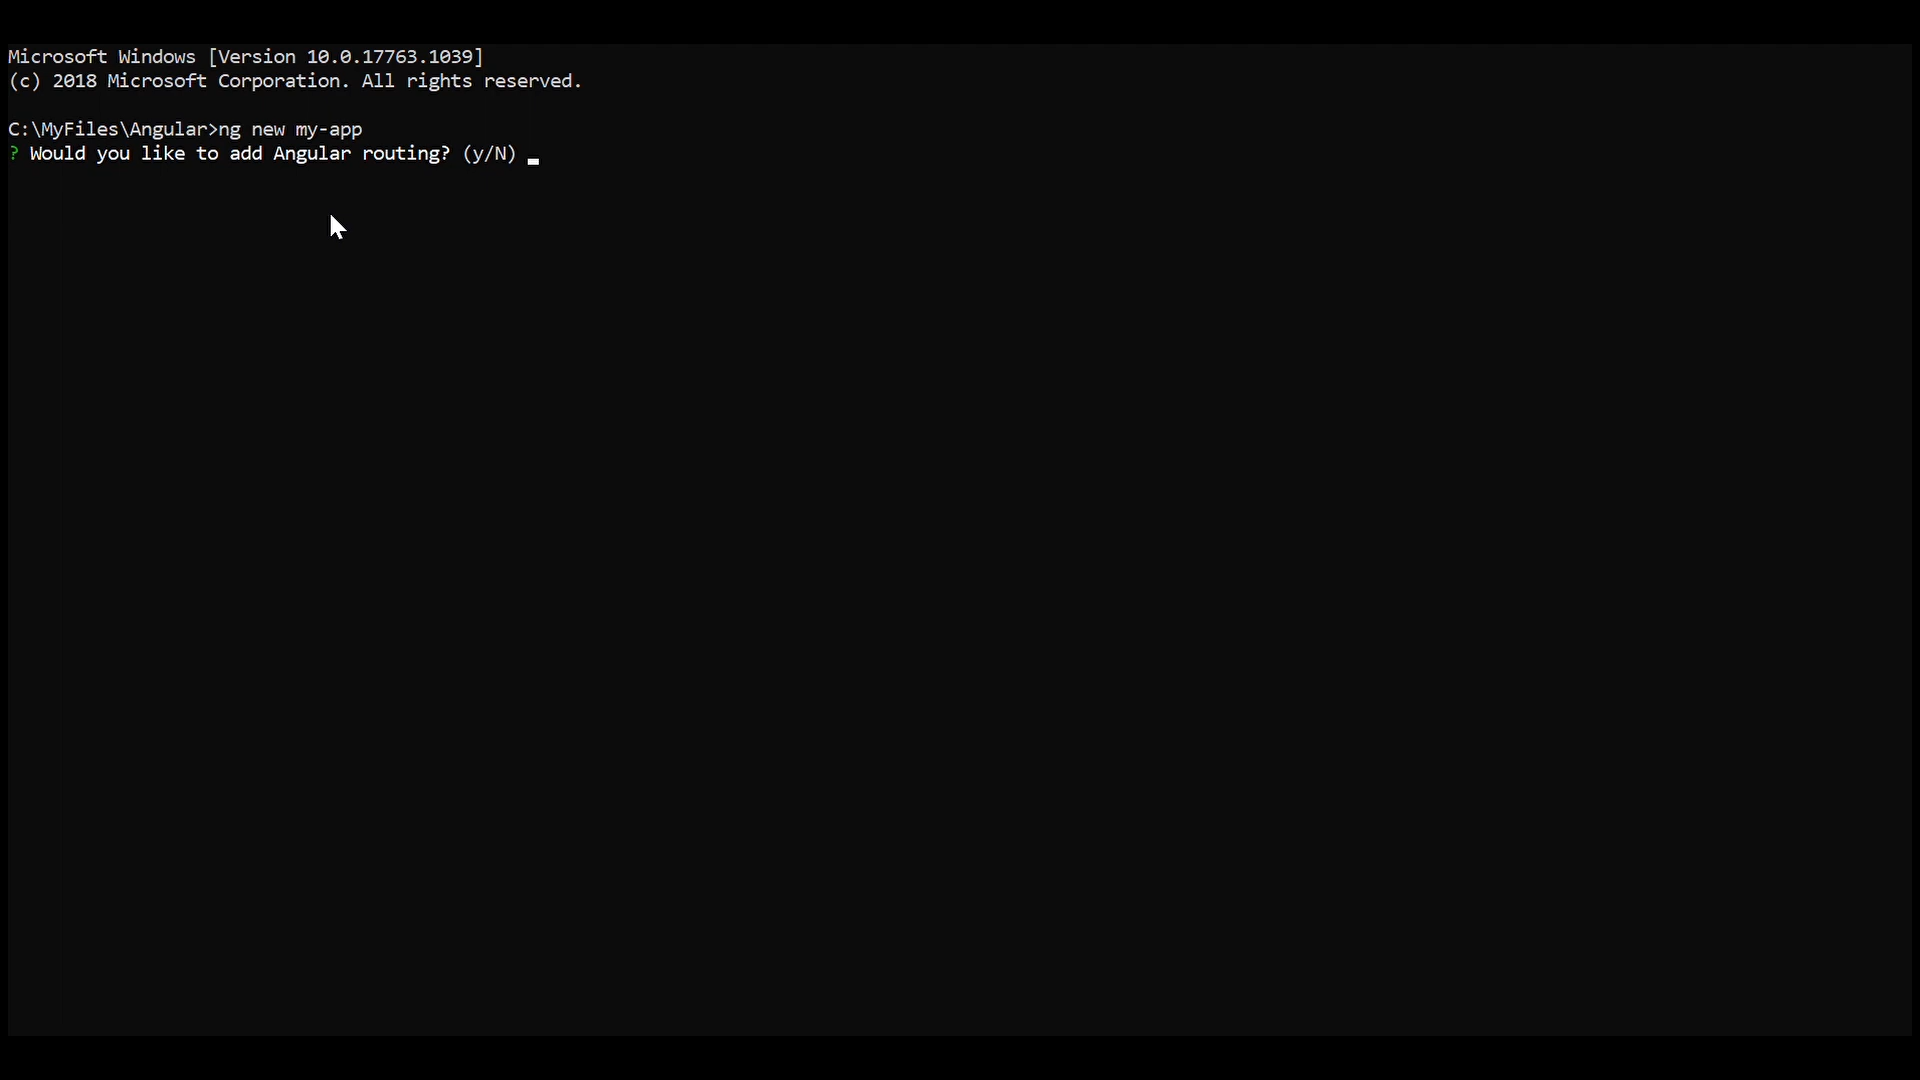 Microsoft Windows [Version 10.0.17763.1039]
(c) 2018 Microsoft Corporation. All rights reserved.
C:\MyFiles\Angular>ng new my-app
? Would you like to add Angular routing? (y/N)